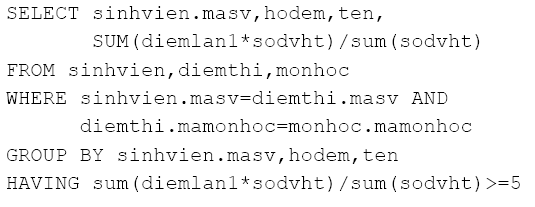 SELECT sinhvien.masv,hodem,ten,
SUM(diemlan1*sodvht)/sum(sodvht)
FROM sinhvien,diemthi,monhoc
WHERE sinhvien.masv=diemthi.masv AND
diemthi.mamonhoc=monhoc.mamonhoc
GROUP BY sinhvien.masv,hodem,ten
HAVING sum(diemlan1*sodvht)/sum(sodvht)>=5